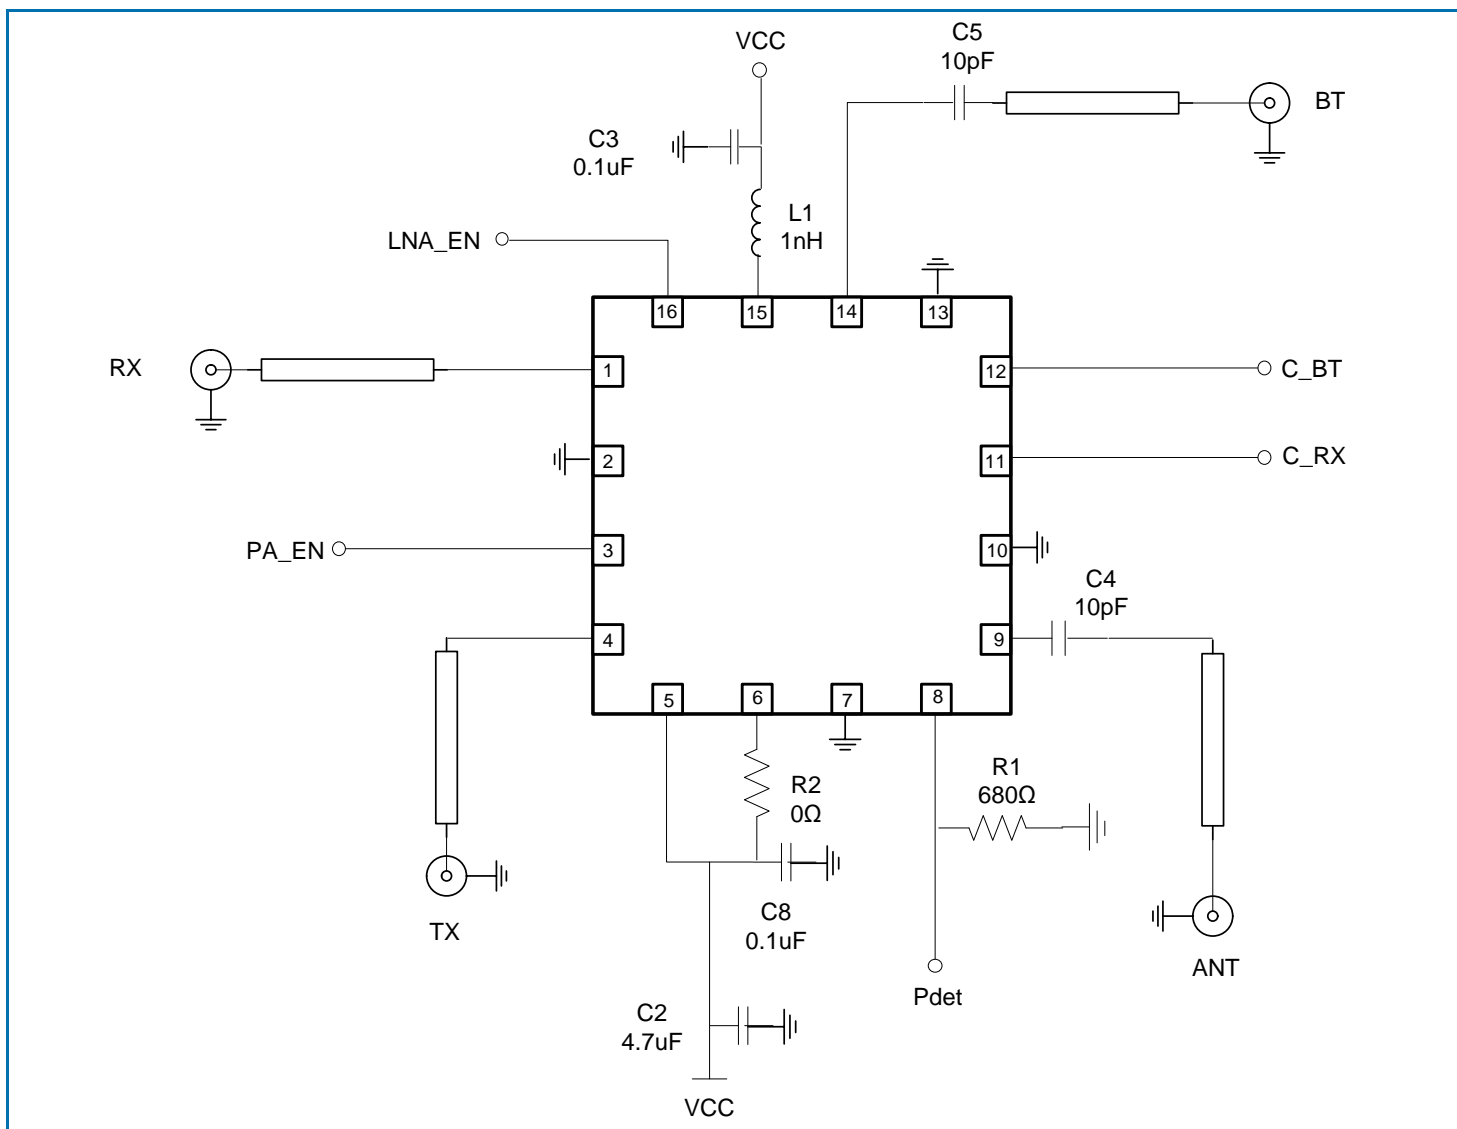 C5
10pF
VCC
BT
C3
0.1uF
L1
1nH
LNA_EN
16
15
14
13
RX
1
12
C_BT
2
11
C_RX
PA_EN
3
10
C4
10pF
4
9
5
6
7
8
R2
0Ω
R1
680Ω
TX
C8
0.1uF
Pdet
ANT
C2
4.7uF
VCC